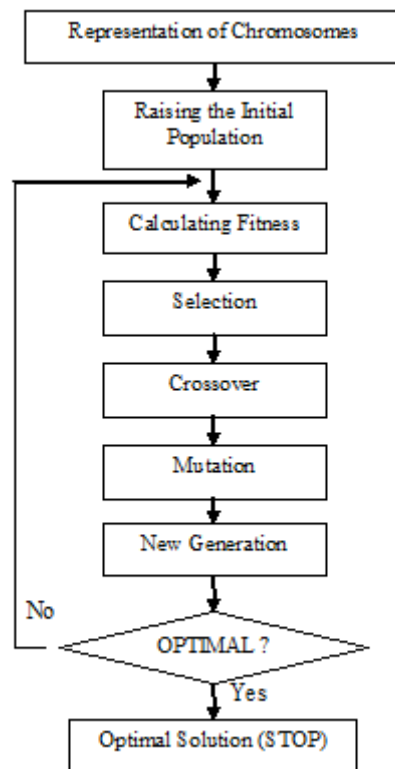 Representation of Chromosomes
Raising the Initial
Population
Calculating Fitness
Selection
Crossover
Mutation
New Generation
No
OPTIMAL ?
Yes
Optimal Solution (STOP)